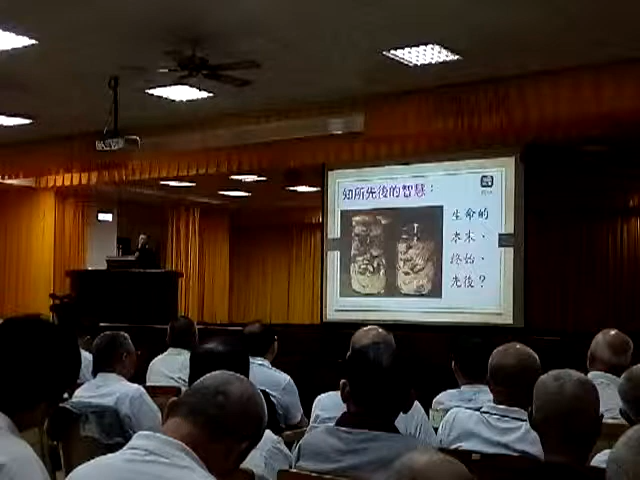 知所先後的智慧：
生命的
本末、
終始、
先後？